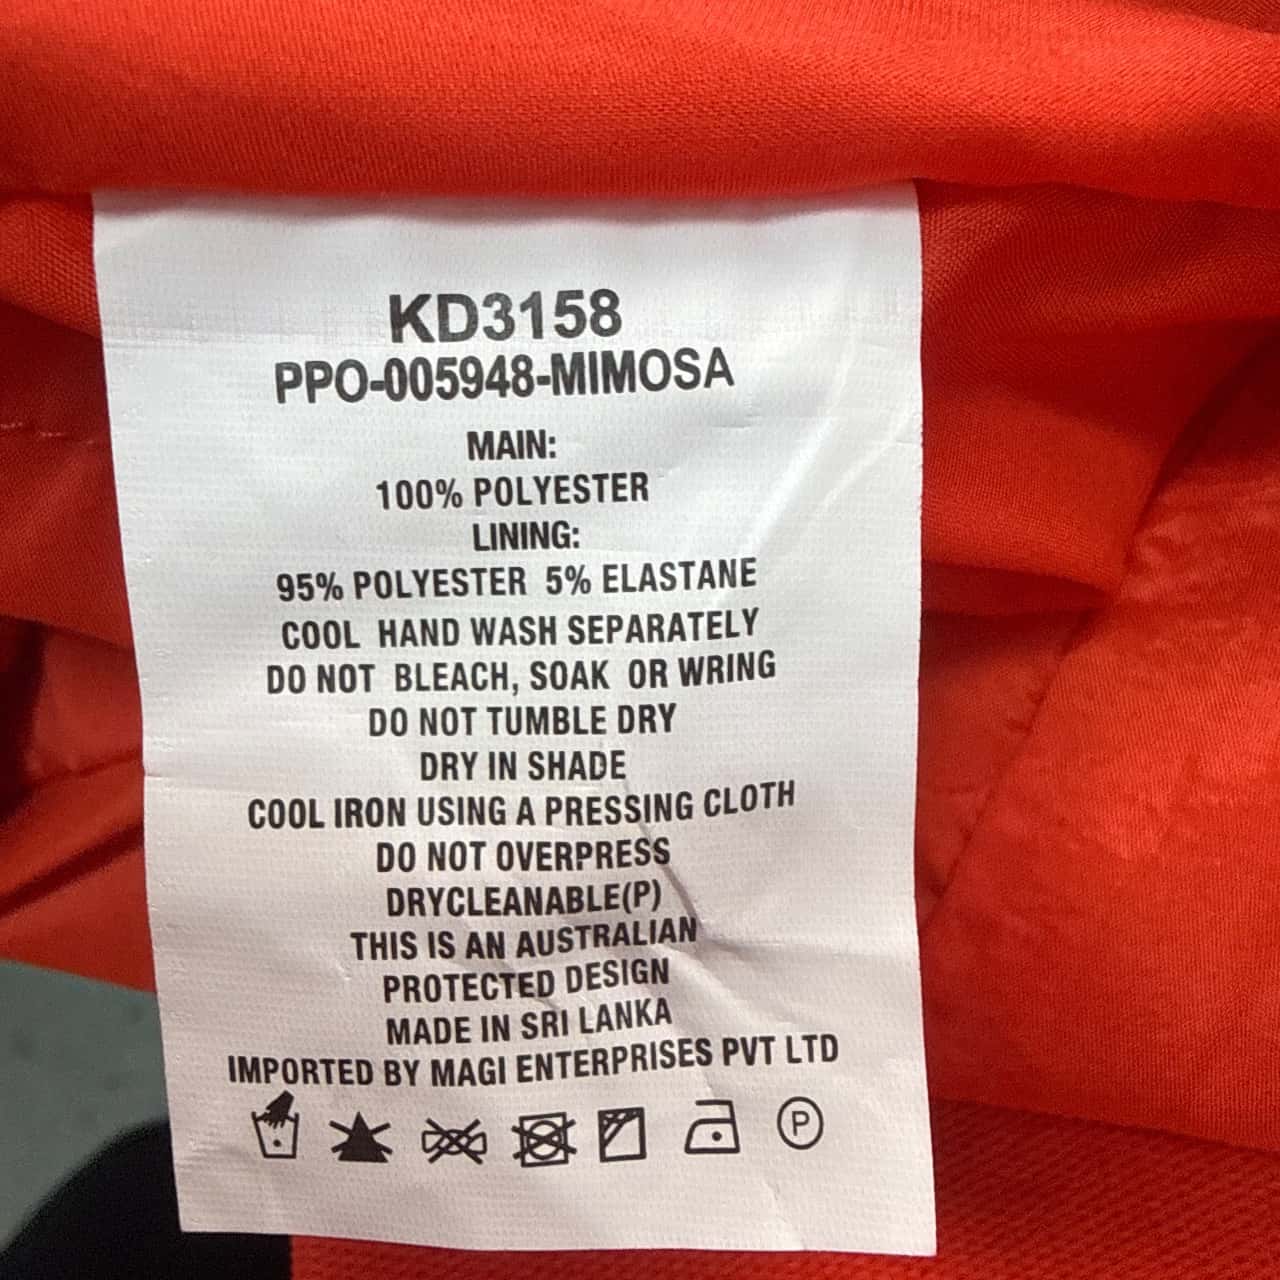 KD3158
PPO-005948-MIMOSA
MAIN:
100% POLYESTER
LINING:
95% POLYESTER 5% ELASTANE
COOL HAND WASH SEPARATELY
DO NOT BLEACH, SOAK OR WRING
DO NOT TUMBLE DRY
DRY IN SHADE
COOL IRON USING A PRESSING CLOTH
DO NOT OVERPRESS
DRYCLEANABLE(P)
THIS IS AN AUSTRALIAN
PROTECTED DESIGN
MADE IN SRI LANKA
IMPORTED BY MAGI ENTERPRISES PVT LTD
P